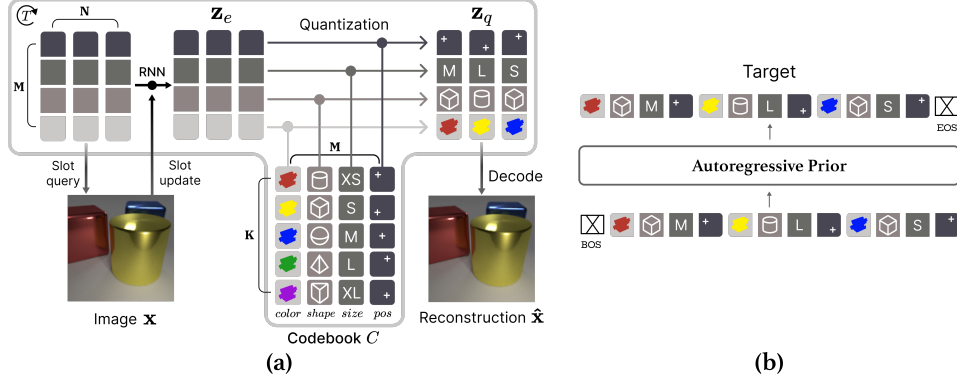 T
N
z_e
Quantization
z_q
M
RNN
M L S
Slot query
Slot update
M
Decode
K
XS
S
M
L
XL
color shape size pos
Image x
Codebook C
Reconstruction x̂
(a)
Target
M L S
EOS
Autoregressive Prior
M L S
BOS
(b)